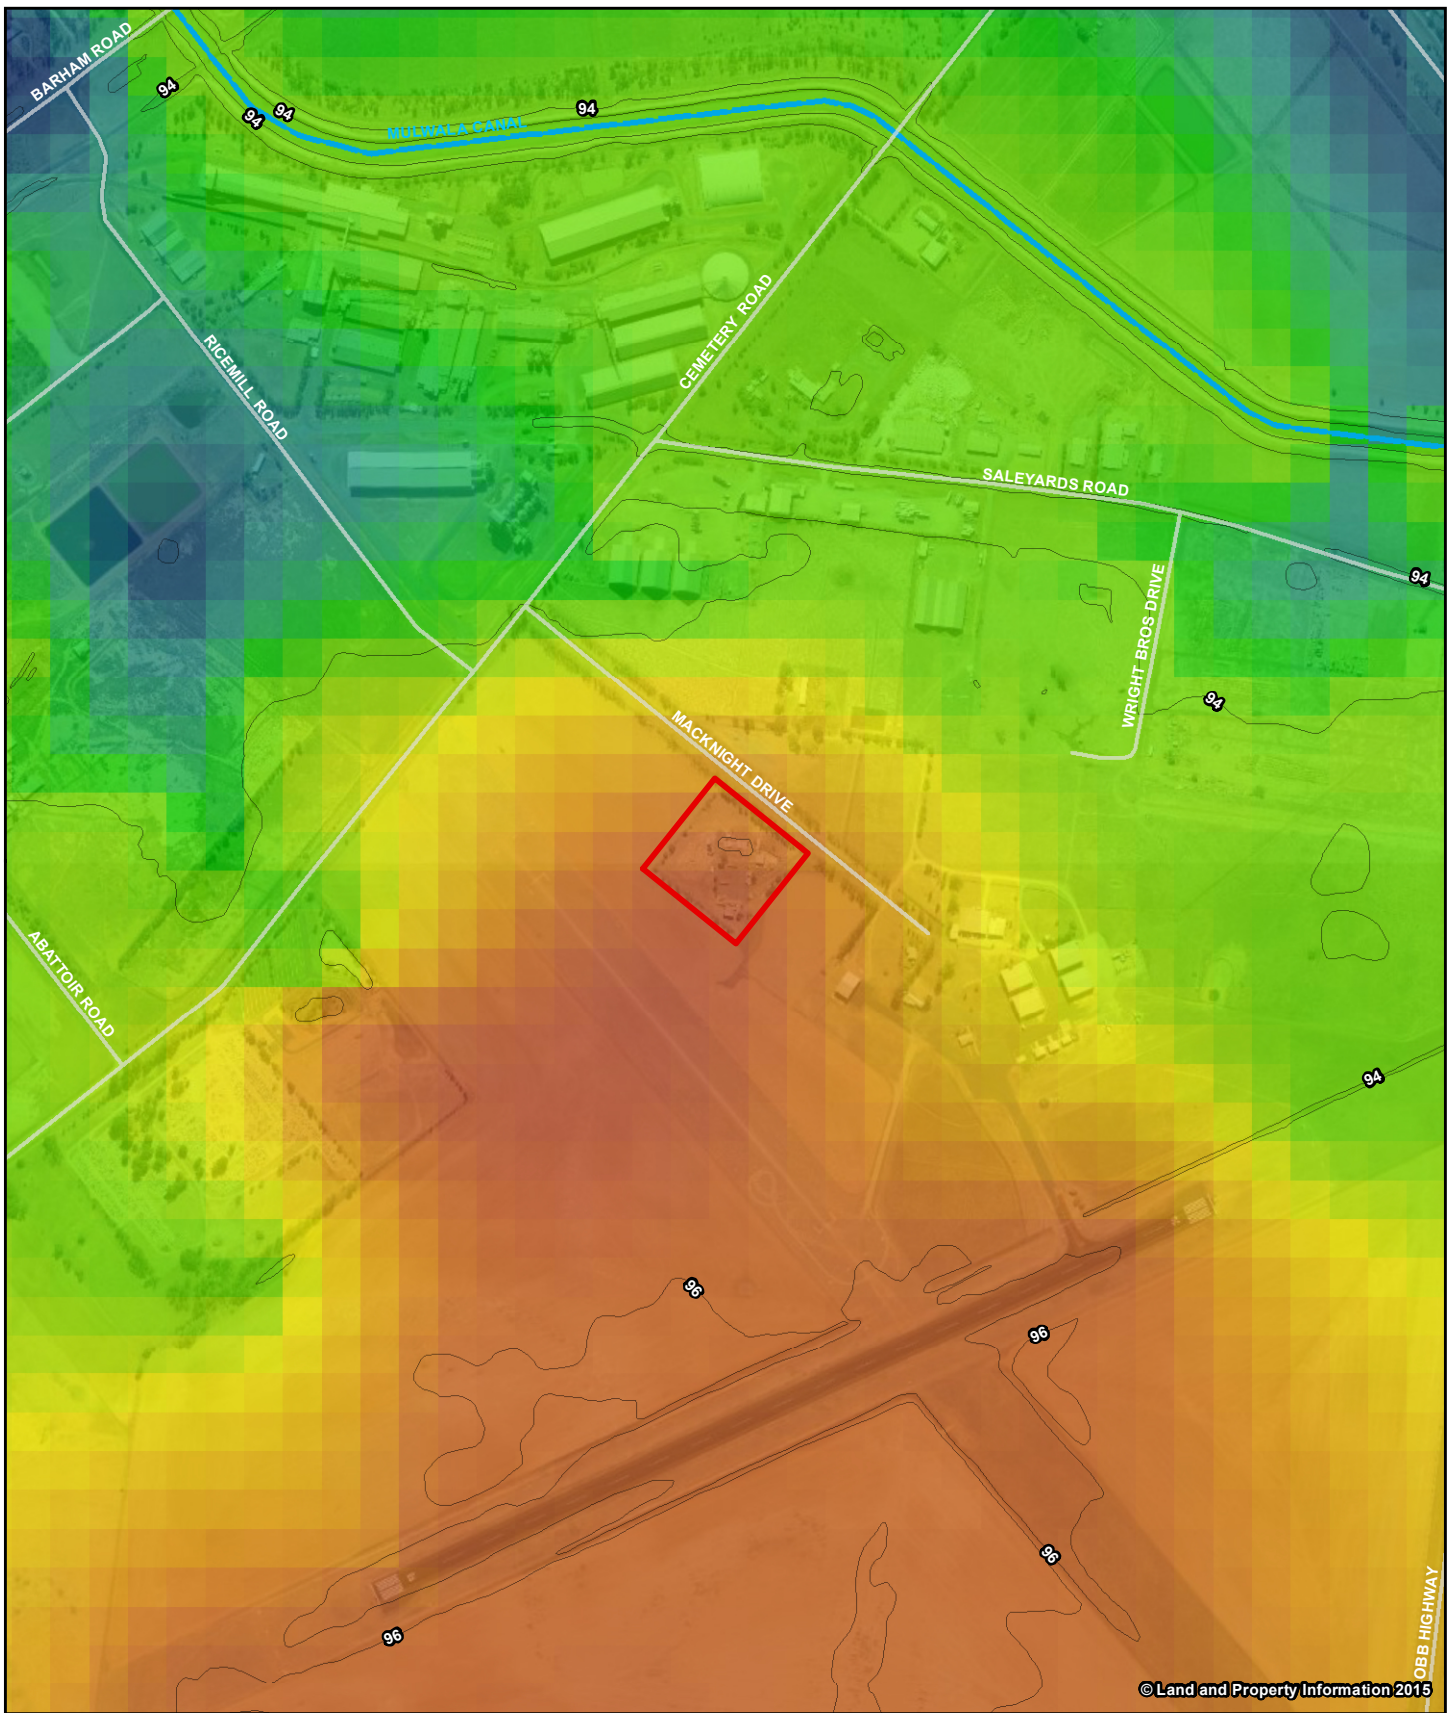 BARHAM ROAD
94
94
94
94
MULWALA CANAL
CEMETERY ROAD
RICEMILL ROAD
SALEYARDS ROAD
94
WRIGHT BROS DRIVE
94
MACKNIGHT DRIVE
ABATTOIR ROAD
94
96
96
96
96
OBB HIGHWAY
© Land and Property Information 2015